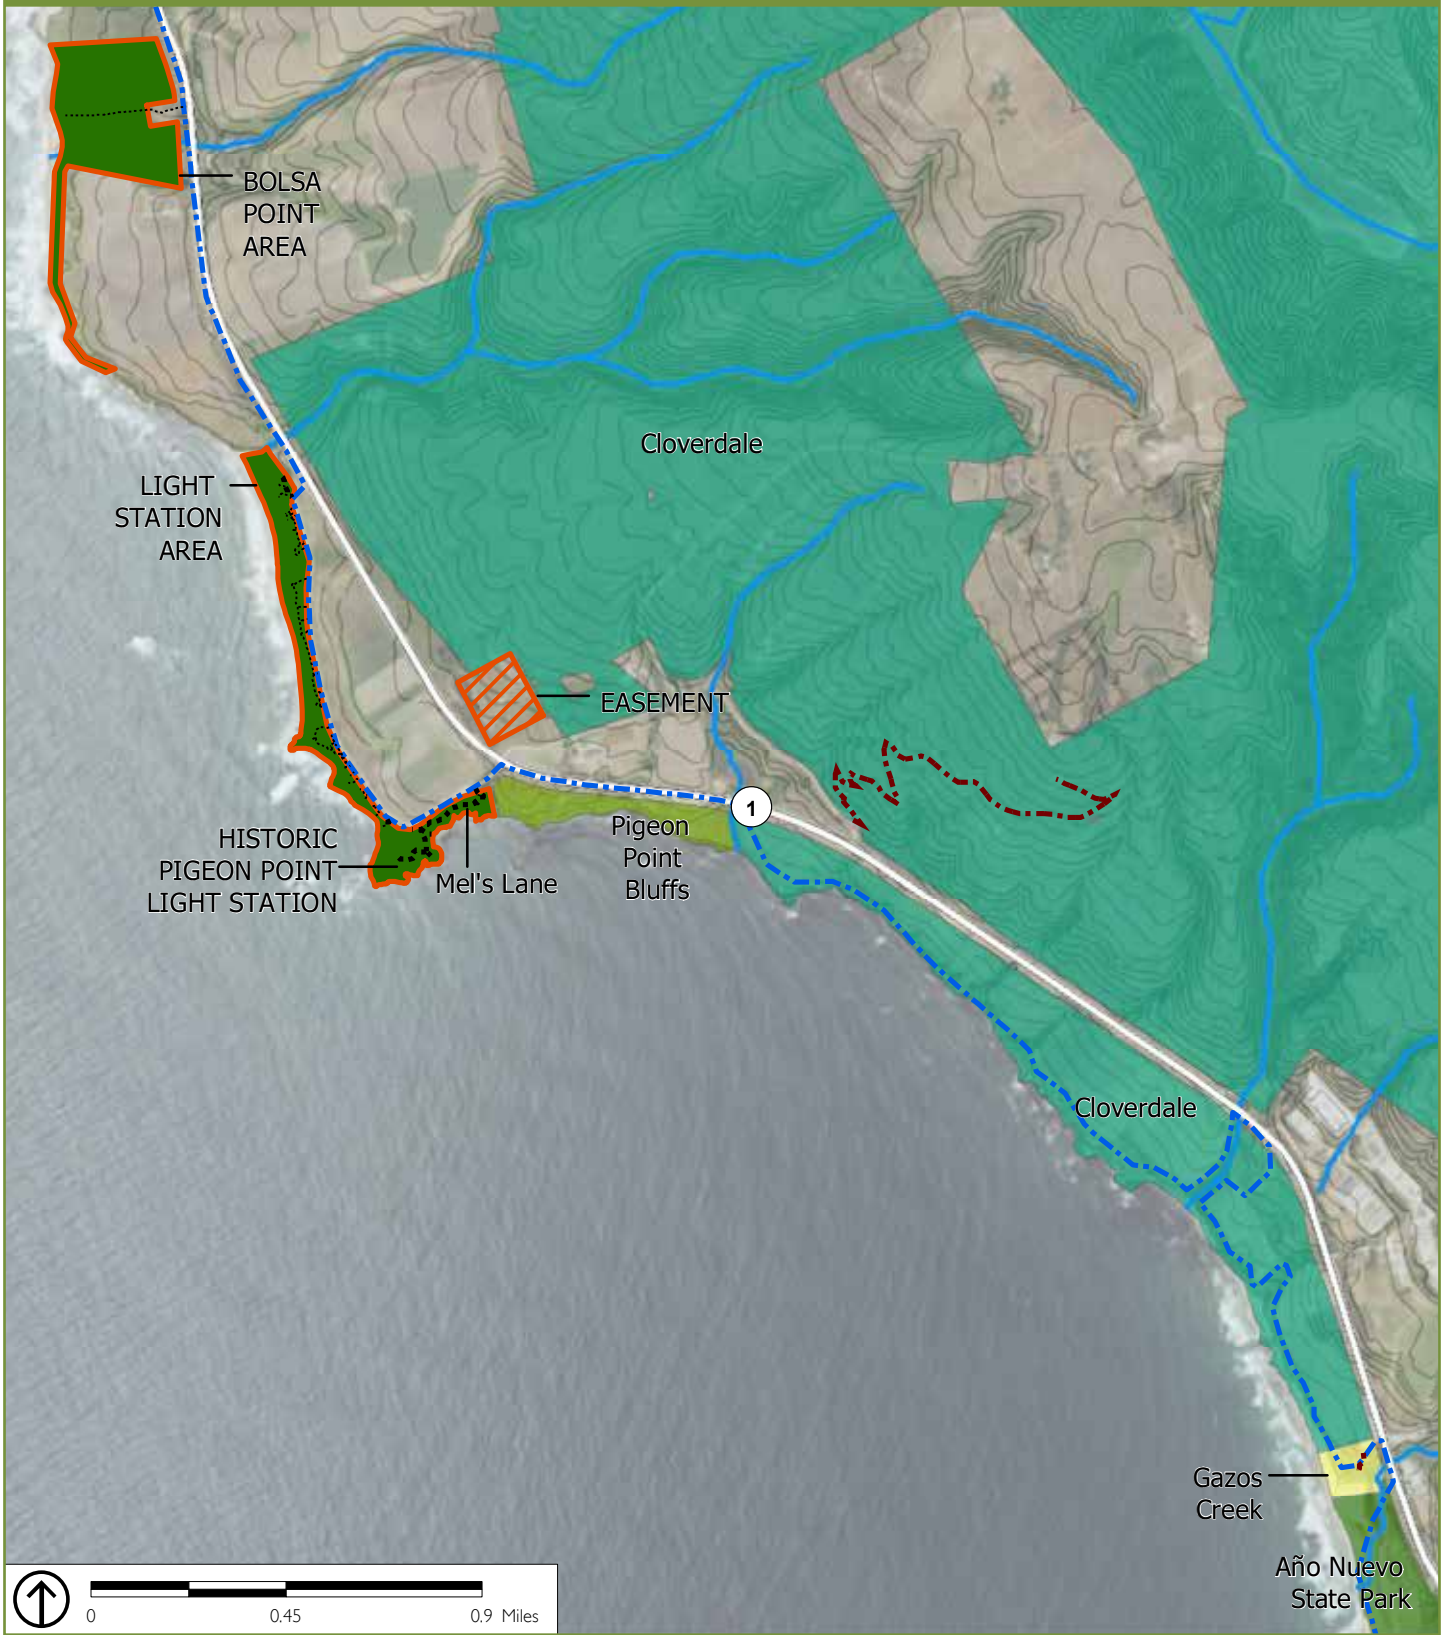 BOLSA
POINT
AREA
Cloverdale
LIGHT
STATION
AREA
EASEMENT
1
HISTORIC
PIGEON POINT
LIGHT STATION
Mel's Lane
Pigeon
Point
Bluffs
Cloverdale
Gazos
Creek
Año Nuevo
State Park
0 0.45 0.9 Miles